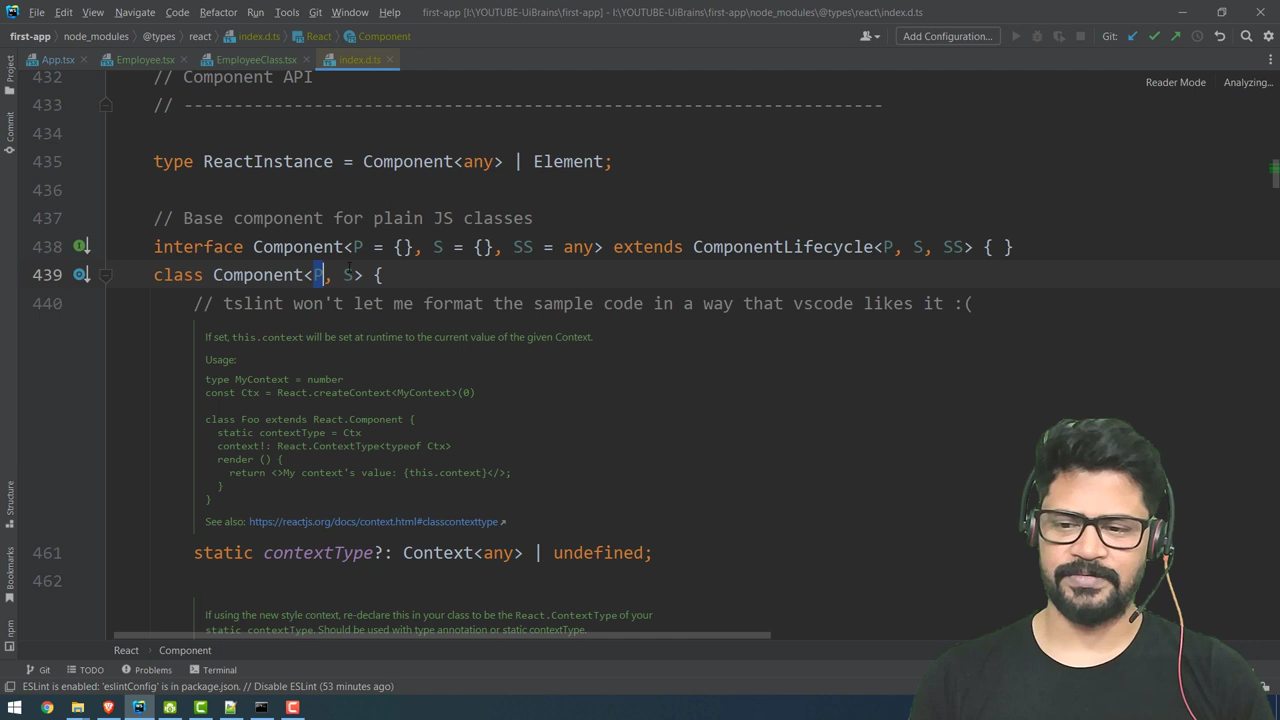 File Edit View Navigate Code Refactor Run Tools Git Window Help first-app [I:\YOUTUBE-UiBrains\first-app] - I:\YOUTUBE-UiBrains\first-app\node_modules\@types\react\index.d.ts
first-app node_modules @types react index.d.ts React Component Add Configuration... Git:
App.tsx Employee.tsx EmployeeClass.tsx index.d.ts
Project
Commit
Structure
Bookmarks
npm
Reader Mode Analyzing...
432 // Component API
433 // ----------------------------------------------------------------------
434
435 type ReactInstance = Component<any> | Element;
436
437 // Base component for plain JS classes
438 interface Component<P = {}, S = {}, SS = any> extends ComponentLifecycle<P, S, SS> { }
439 class Component<P, S> {
440 // tslint won't let me format the sample code in a way that vscode likes it :(
If set, this.context will be set at runtime to the current value of the given Context.
Usage:
type MyContext = number
const Ctx = React.createContext<MyContext>(0)
class Foo extends React.Component {
static contextType = Ctx
context!: React.ContextType<typeof Ctx>
render () {
return <>My context's value: {this.context}</>;
}
}
See also: https://reactjs.org/docs/context.html#classcontexttype
461 static contextType?: Context<any> | undefined;
462
If using the new style context, re-declare this in your class to be the React.ContextType of your
static contextType. Should be used with type annotation or static contextType.
React Component
Git TODO Problems Terminal
ESLint is enabled: 'eslintConfig' is in package.json. // Disable ESLint (53 minutes ago)